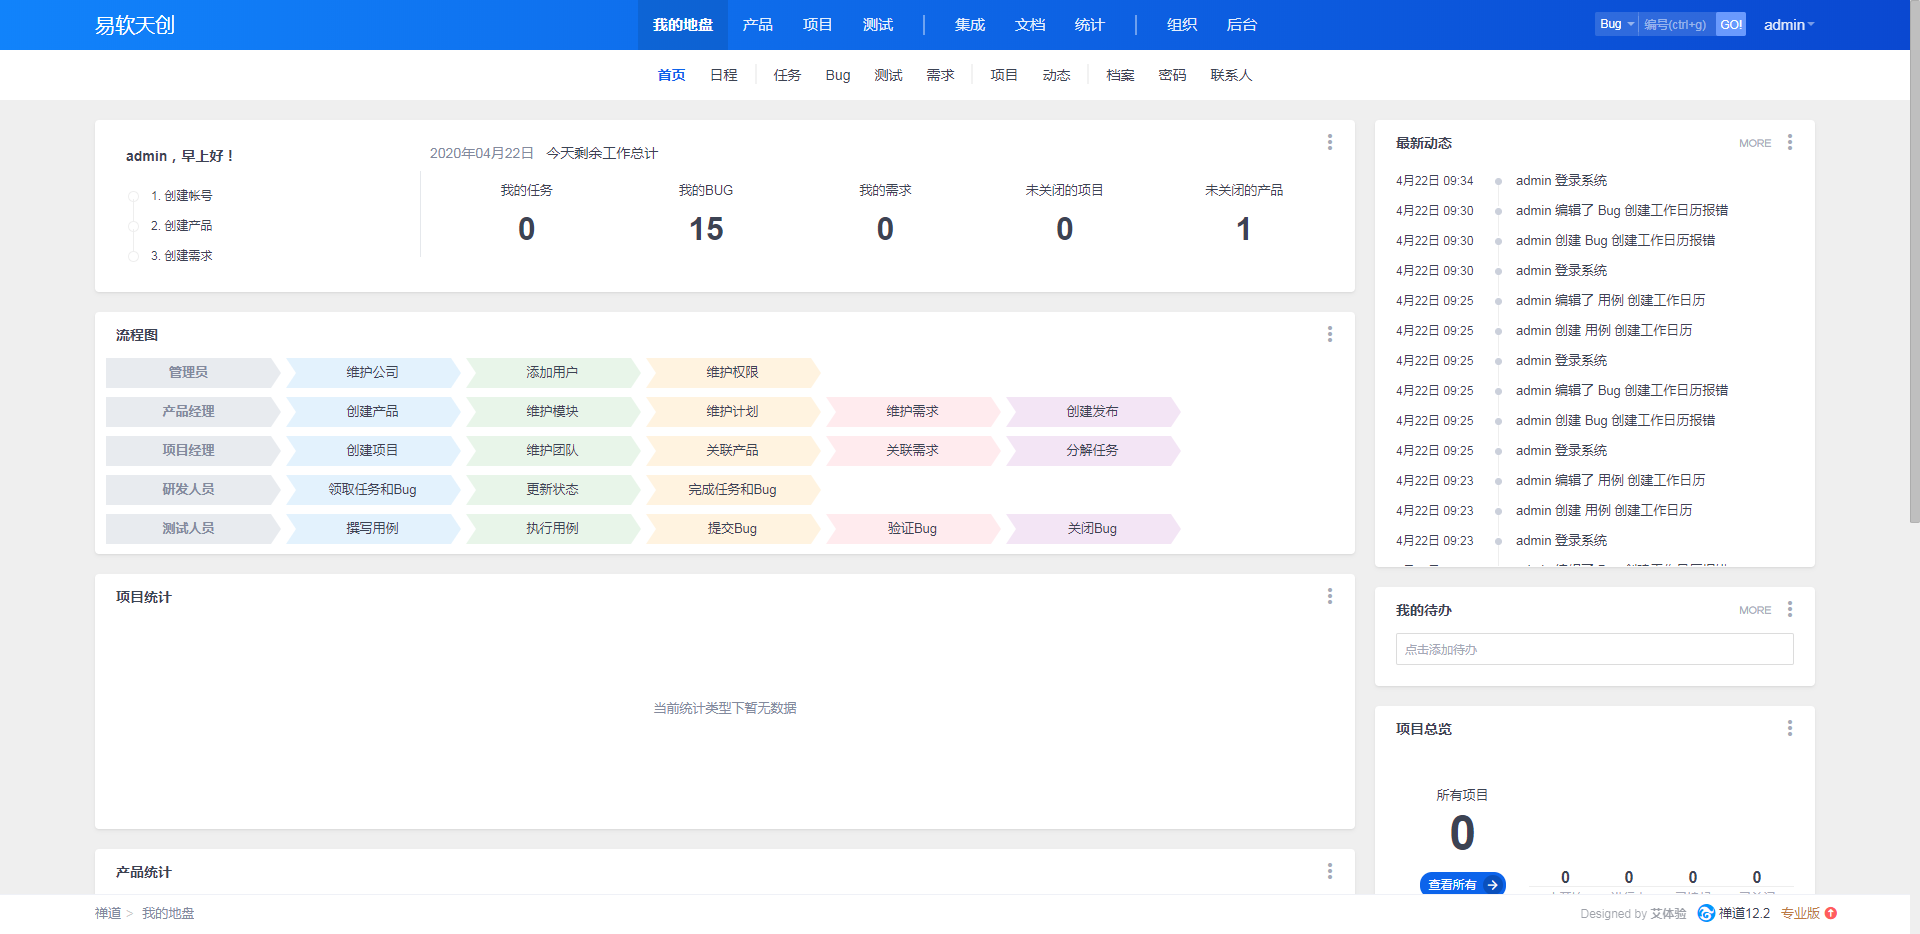 易软天创
我的地盘 产品 项目 测试 集成 文档 统计 组织 后台
Bug 编号(ctrl+g) GO! admin
首页 日程 任务 Bug 测试 需求 项目 动态 档案 密码 联系人
admin，早上好！
1. 创建帐号
2. 创建产品
3. 创建需求
2020年04月22日 今天剩余工作总计
我的任务 我的BUG 我的需求 未关闭的项目 未关闭的产品
0 15 0 0 1
流程图
管理员 维护公司 添加用户 维护权限
产品经理 创建产品 维护模块 维护计划 维护需求 创建发布
项目经理 创建项目 维护团队 关联产品 关联需求 分解任务
研发人员 领取任务和Bug 更新状态 完成任务和Bug
测试人员 撰写用例 执行用例 提交Bug 验证Bug 关闭Bug
项目统计
当前统计类型下暂无数据
产品统计
最新动态 MORE
4月22日 09:34 admin 登录系统
4月22日 09:30 admin 编辑了 Bug 创建工作日历报错
4月22日 09:30 admin 创建 Bug 创建工作日历报错
4月22日 09:30 admin 登录系统
4月22日 09:25 admin 编辑了 用例 创建工作日历
4月22日 09:25 admin 创建 用例 创建工作日历
4月22日 09:25 admin 登录系统
4月22日 09:25 admin 编辑了 Bug 创建工作日历报错
4月22日 09:25 admin 创建 Bug 创建工作日历报错
4月22日 09:25 admin 登录系统
4月22日 09:23 admin 编辑了 用例 创建工作日历
4月22日 09:23 admin 创建 用例 创建工作日历
4月22日 09:23 admin 登录系统
我的待办 MORE
点击添加待办
项目总览
所有项目
0
查看所有
0 0 0 0
禅道 > 我的地盘
Designed by 艾体验 禅道12.2 专业版